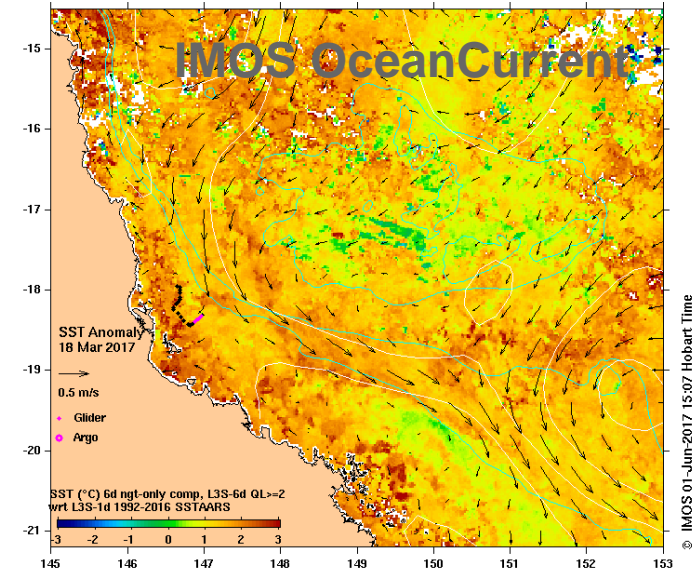 IMOS OceanCurrent
-15
-16
-17
-18
-19
-20
-21
SST Anomaly
18 Mar 2017
0.5 m/s
Glider
Argo
SST (°C) 6d ngt-only comp, L3S-6d QL>=2
wrt L3S-1d 1992-2016 SSTAARS
-3 -2 -1 0 1 2 3
145 146 147 148 149 150 151 152 153
© IMOS 01-Jun-2017 15:07 Hobart Time